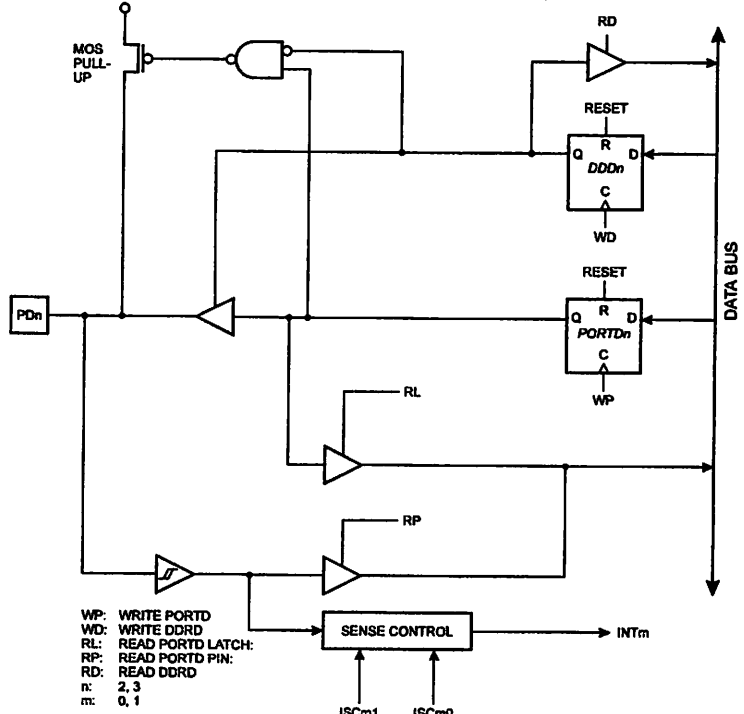 RD
MOS
PULL-
UP
RESET
R
Q
D
DDDn
C
WD
RESET
DATA BUS
PDn
R
Q
D
PORTDn
C
WP
RL
RP
WP: WRITE PORTD
WD: WRITE DDRD
RL: READ PORTD LATCH:
RP: READ PORTD PIN:
RD: READ DDRD
n: 2, 3
m: 0, 1
SENSE CONTROL
INTm
ISCm1
ISCm0